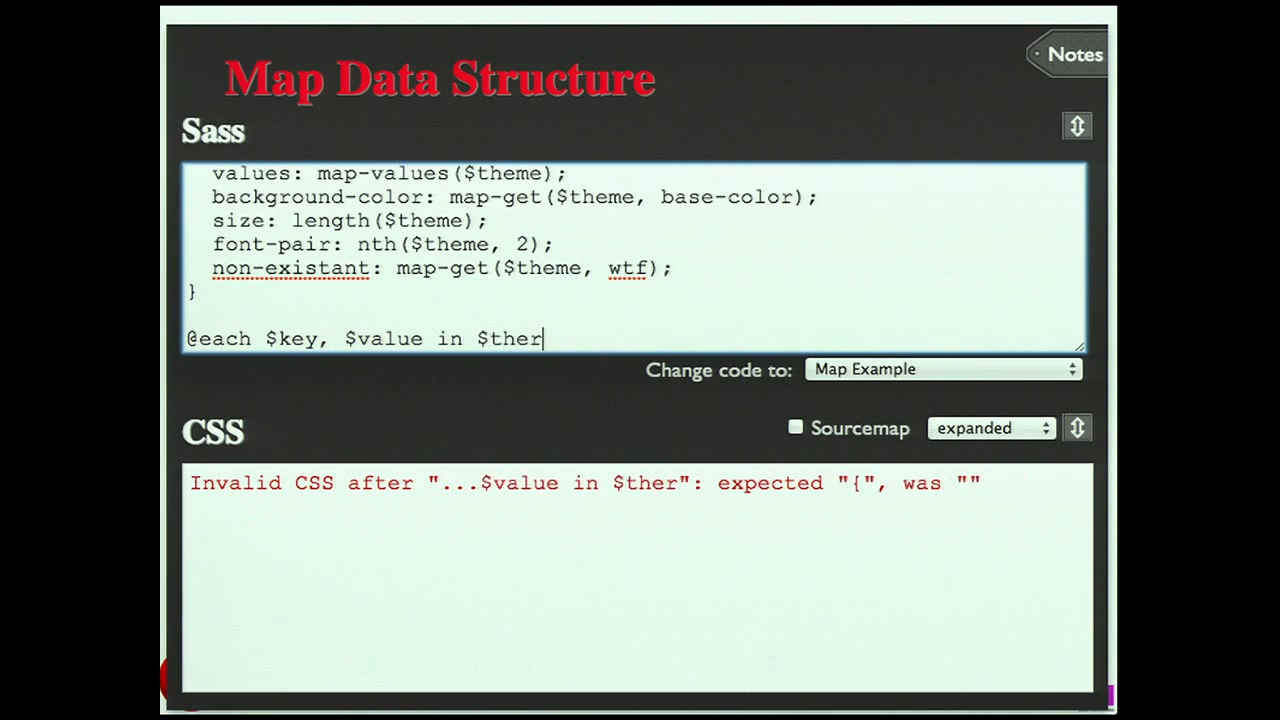 Notes
Map Data Structure
Sass
values: map-values($theme);
background-color: map-get($theme, base-color);
size: length($theme);
font-pair: nth($theme, 2);
non-existant: map-get($theme, wtf);
}
@each $key, $value in $ther
Change code to: Map Example
CSS
Sourcemap expanded
Invalid CSS after "...$value in $ther": expected "{", was ""